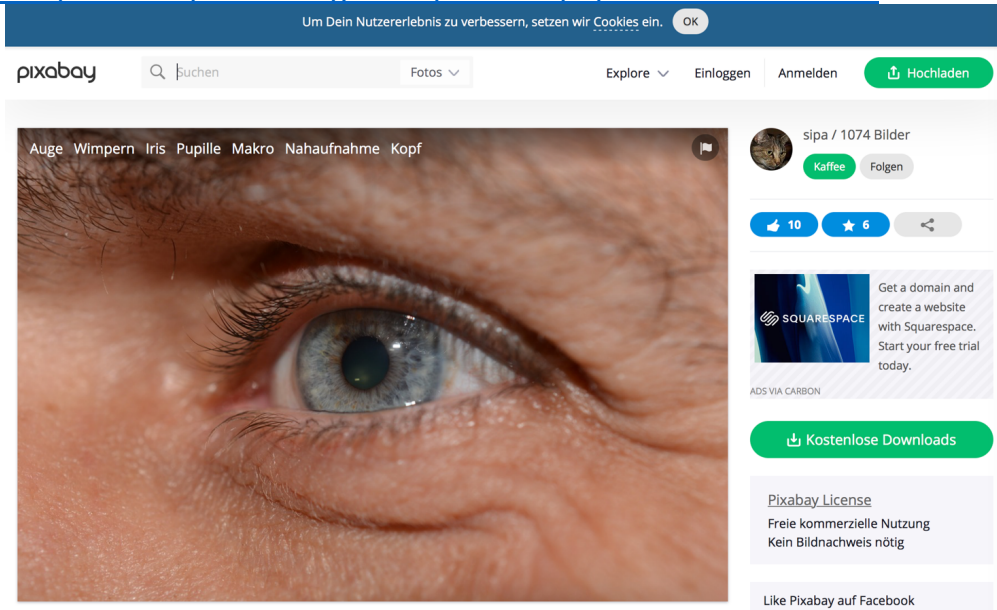 Um Dein Nutzererlebnis zu verbessern, setzen wir Cookies ein. OK
pixabay Suchen Fotos Explore Einloggen Anmelden Hochladen
Auge Wimpern Iris Pupille Makro Nahaufnahme Kopf
sipa / 1074 Bilder
Kaffee Folgen
10 6
SQUARESPACE
Get a domain and
create a website
with Squarespace.
Start your free trial
today.
ADS VIA CARBON
Kostenlose Downloads
Pixabay License
Freie kommerzielle Nutzung
Kein Bildnachweis nötig
Like Pixabay auf Facebook